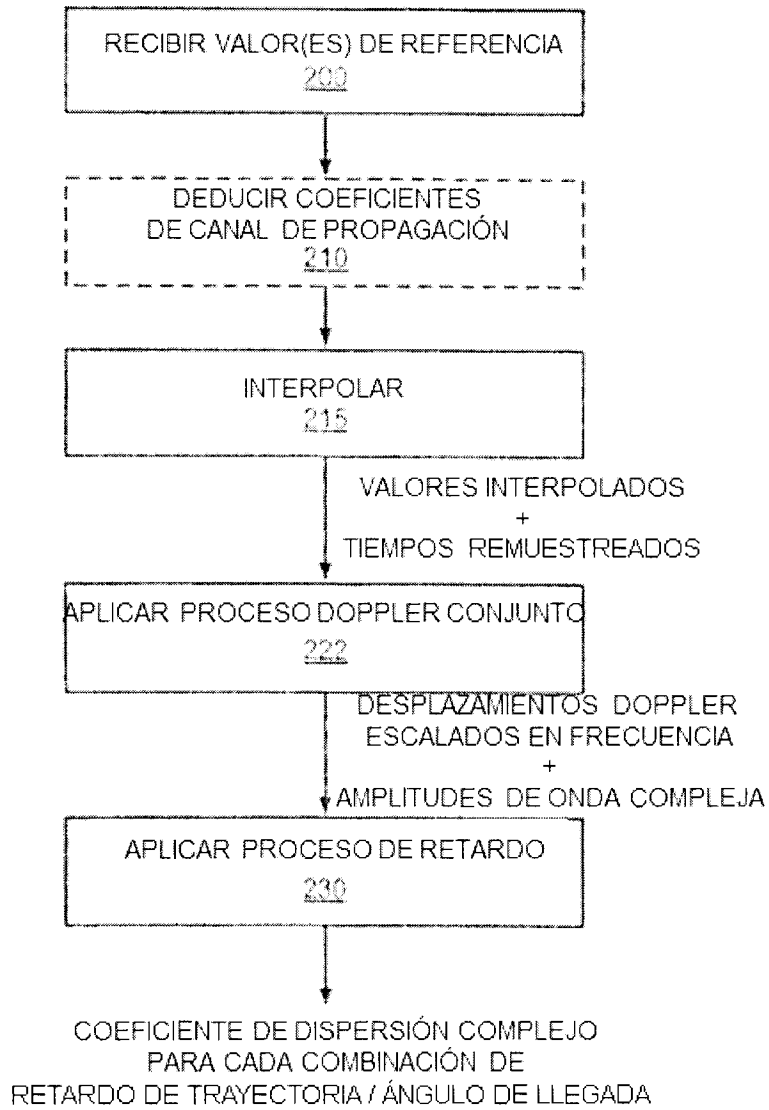 RECIBIR VALOR(ES) DE REFERENCIA
200
DEDUCIR COEFICIENTES
DE CANAL DE PROPAGACIÓN
210
INTERPOLAR
215
VALORES INTERPOLADOS
+
TIEMPOS REMUESTREADOS
APLICAR PROCESO DOPPLER CONJUNTO
222
DESPLAZAMIENTOS DOPPLER
ESCALADOS EN FRECUENCIA
+
AMPLITUDES DE ONDA COMPLEJA
APLICAR PROCESO DE RETARDO
230
COEFICIENTE DE DISPERSIÓN COMPLEJO
PARA CADA COMBINACIÓN DE
RETARDO DE TRAYECTORIA / ÁNGULO DE LLEGADA